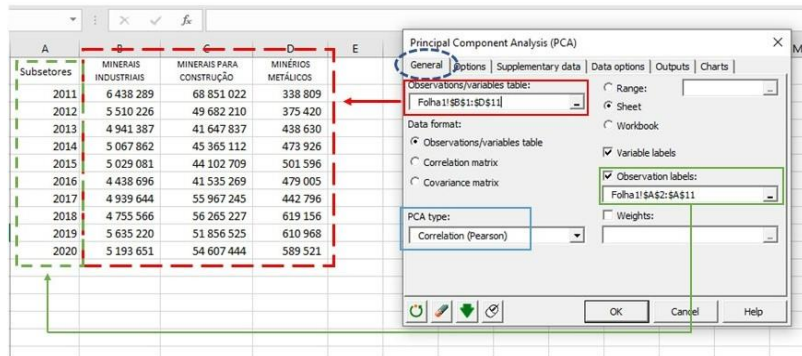 fx
A B C D E M
Subsetores MINERAIS INDUSTRIAIS MINERAIS PARA CONSTRUÇÃO MINÉRIOS METÁLICOS
2011 6 438 289 68 851 022 338 809
2012 5 510 226 49 682 210 375 420
2013 4 941 387 41 647 837 438 630
2014 5 067 862 45 365 112 473 926
2015 5 029 081 44 102 709 501 596
2016 4 438 696 41 535 269 479 005
2017 4 939 644 55 967 245 442 796
2018 4 755 566 56 265 227 619 156
2019 5 635 220 51 856 525 610 968
2020 5 193 651 54 607 444 589 521
Principal Component Analysis (PCA) ×
General Options Supplementary data Data options Outputs Charts
Observations/variables table:
Folha1!$B$1:$D$11
Data format:
Observations/variables table
Correlation matrix
Covariance matrix
PCA type:
Correlation (Pearson)
Range:
Sheet
Workbook
Variable labels
Observation labels:
Folha1!$A$2:$A$11
Weights:
OK Cancel Help